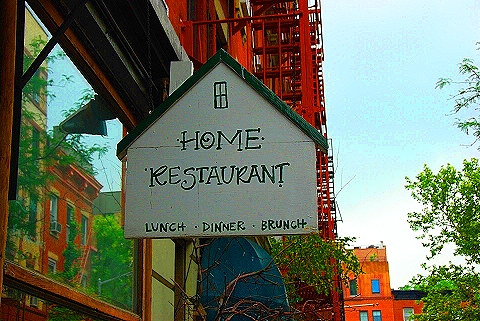 HOME
RESTAURANT
LUNCH · DINNER · BRUNCH